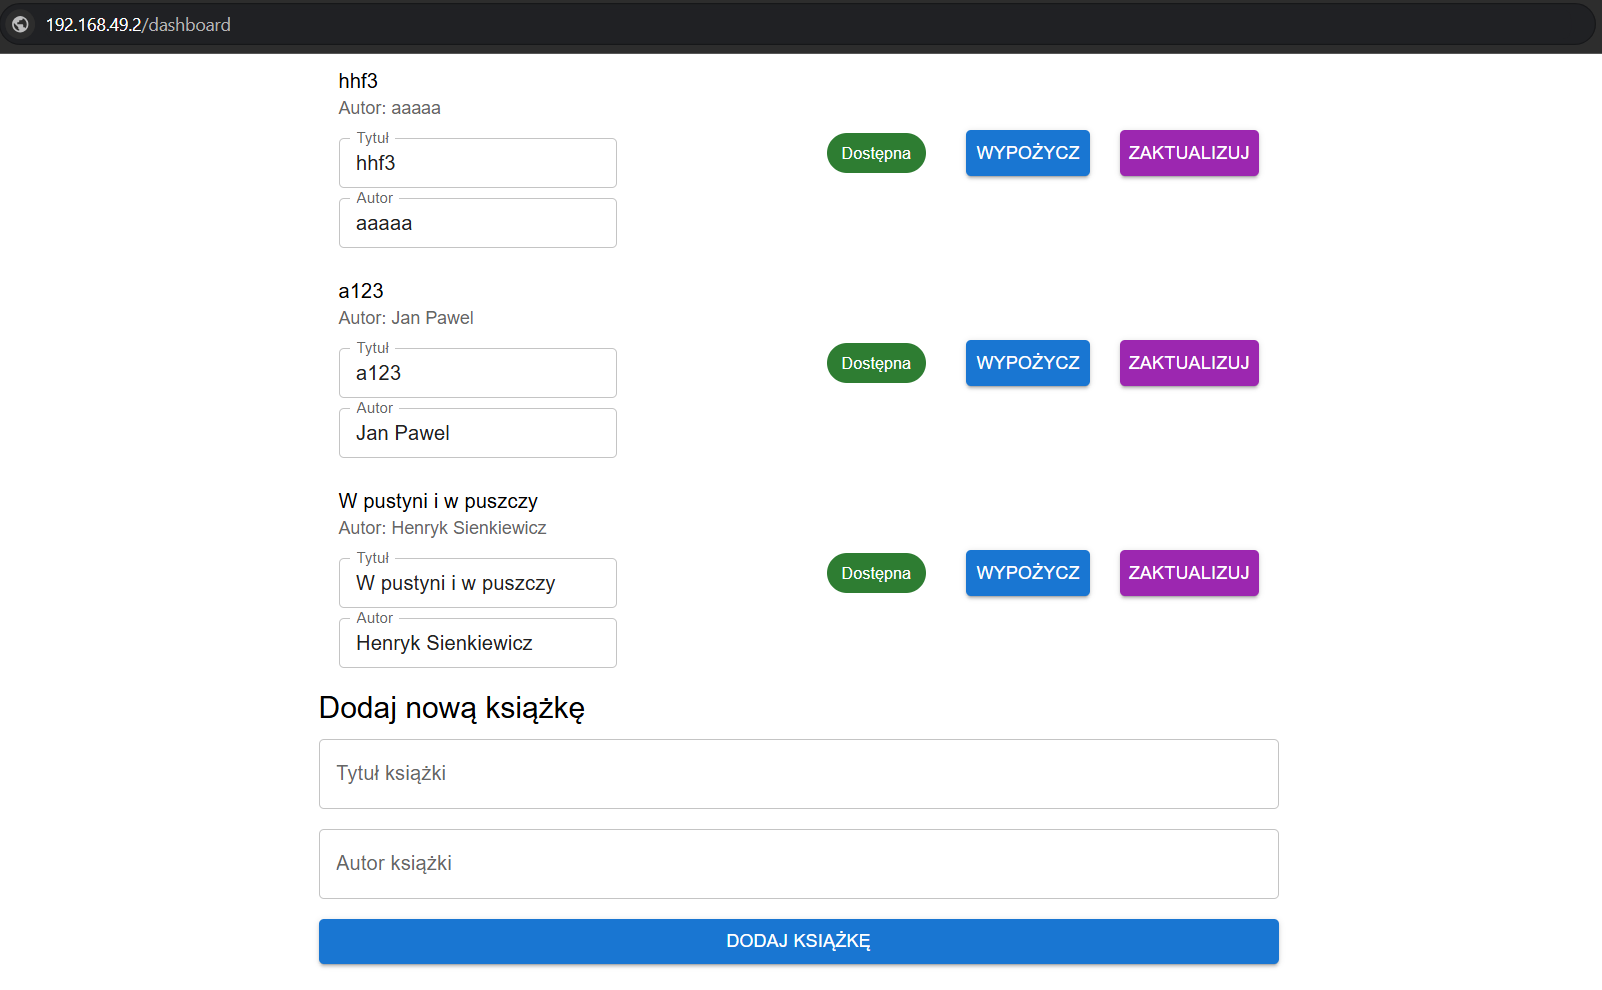 192.168.49.2/dashboard
hhf3
Autor: aaaaa
Tytuł
hhf3
Dostępna
WYPOŻYCZ
ZAKTUALIZUJ
Autor
aaaaa
a123
Autor: Jan Pawel
Tytuł
a123
Dostępna
WYPOŻYCZ
ZAKTUALIZUJ
Autor
Jan Pawel
W pustyni i w puszczy
Autor: Henryk Sienkiewicz
Tytuł
W pustyni i w puszczy
Dostępna
WYPOŻYCZ
ZAKTUALIZUJ
Autor
Henryk Sienkiewicz
Dodaj nową książkę
Tytuł książki
Autor książki
DODAJ KSIĄŻKĘ